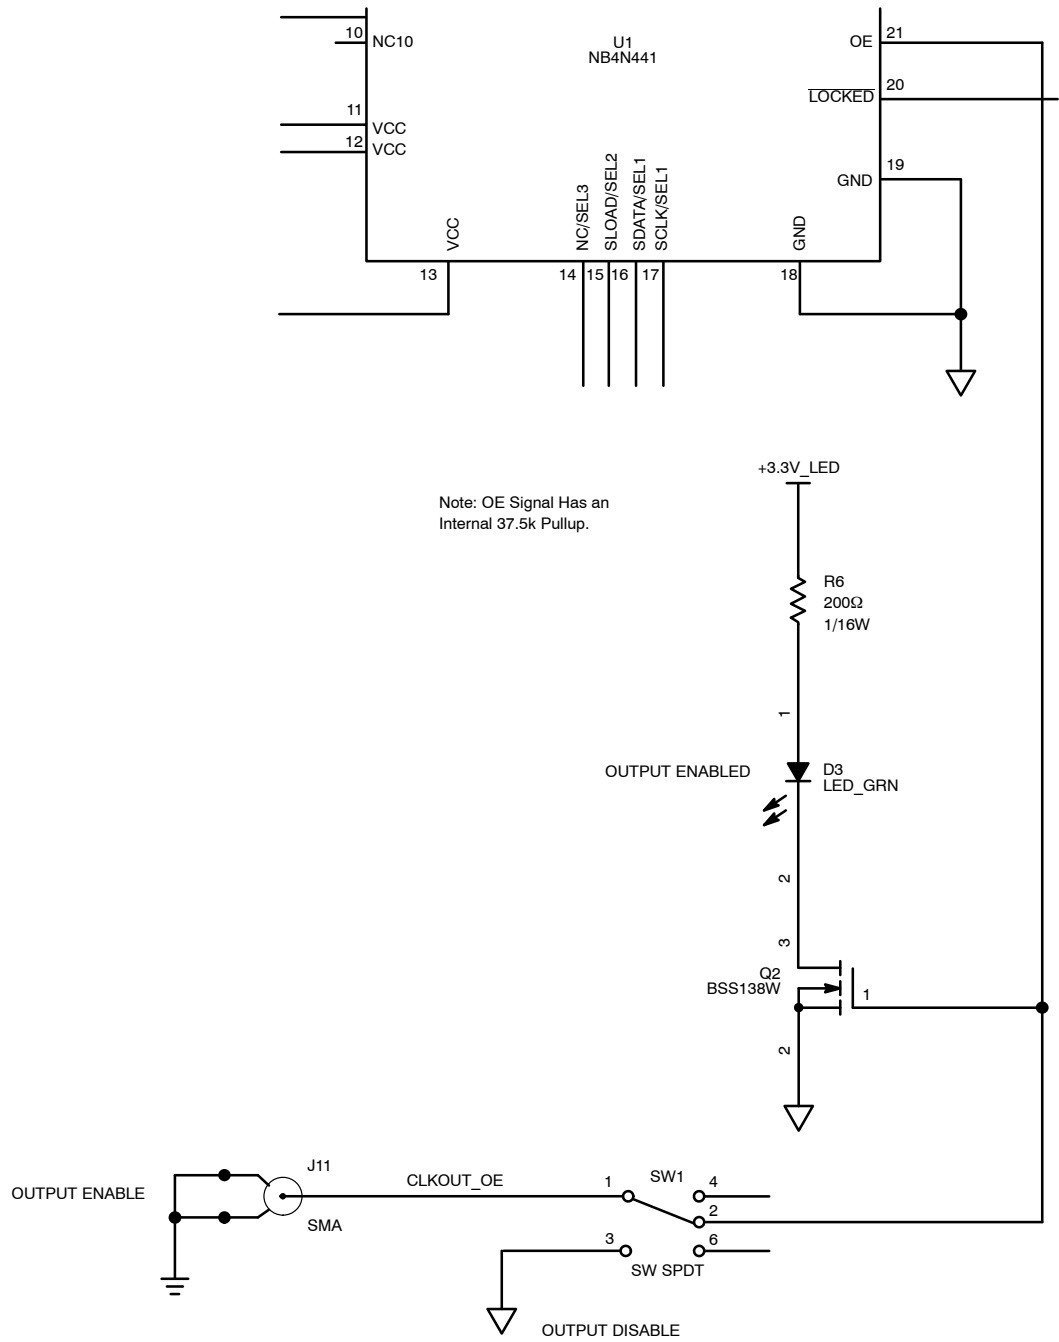 10
NC10
U1
NB4N441
OE
21
LOCKED
20
11
VCC
12
VCC
GND
19
VCC
NC/SEL3
SLOAD/SEL2
SDATA/SEL1
SCLK/SEL1
GND
13
14
15
16
17
18
+3.3V_LED
Note: OE Signal Has an
Internal 37.5k Pullup.
R6
200Ω
1/16W
1
OUTPUT ENABLED
D3
LED_GRN
2
3
Q2
BSS138W
1
2
J11
OUTPUT ENABLE
SMA
CLKOUT_OE
1
SW1
4
2
3
6
SW SPDT
OUTPUT DISABLE